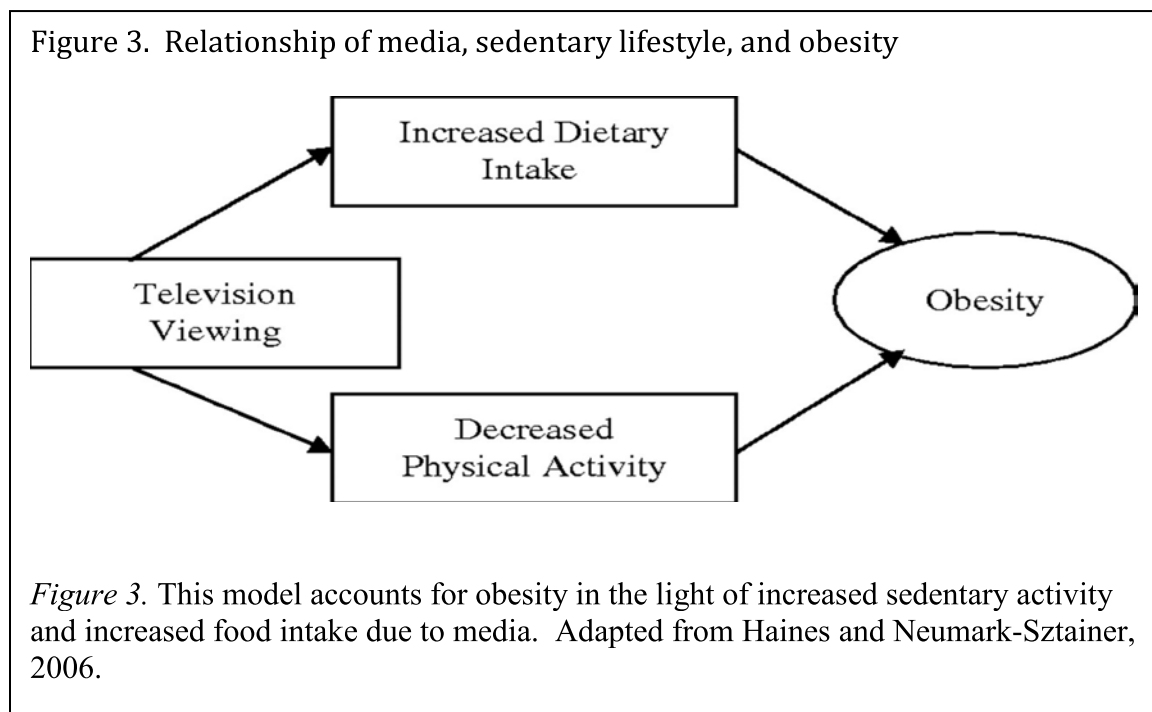 Figure 3.  Relationship of media, sedentary lifestyle, and obesity
Increased Dietary
Intake
Television
Viewing
Obesity
Decreased
Physical Activity
Figure 3. This model accounts for obesity in the light of increased sedentary activity
and increased food intake due to media.  Adapted from Haines and Neumark-Sztainer,
2006.